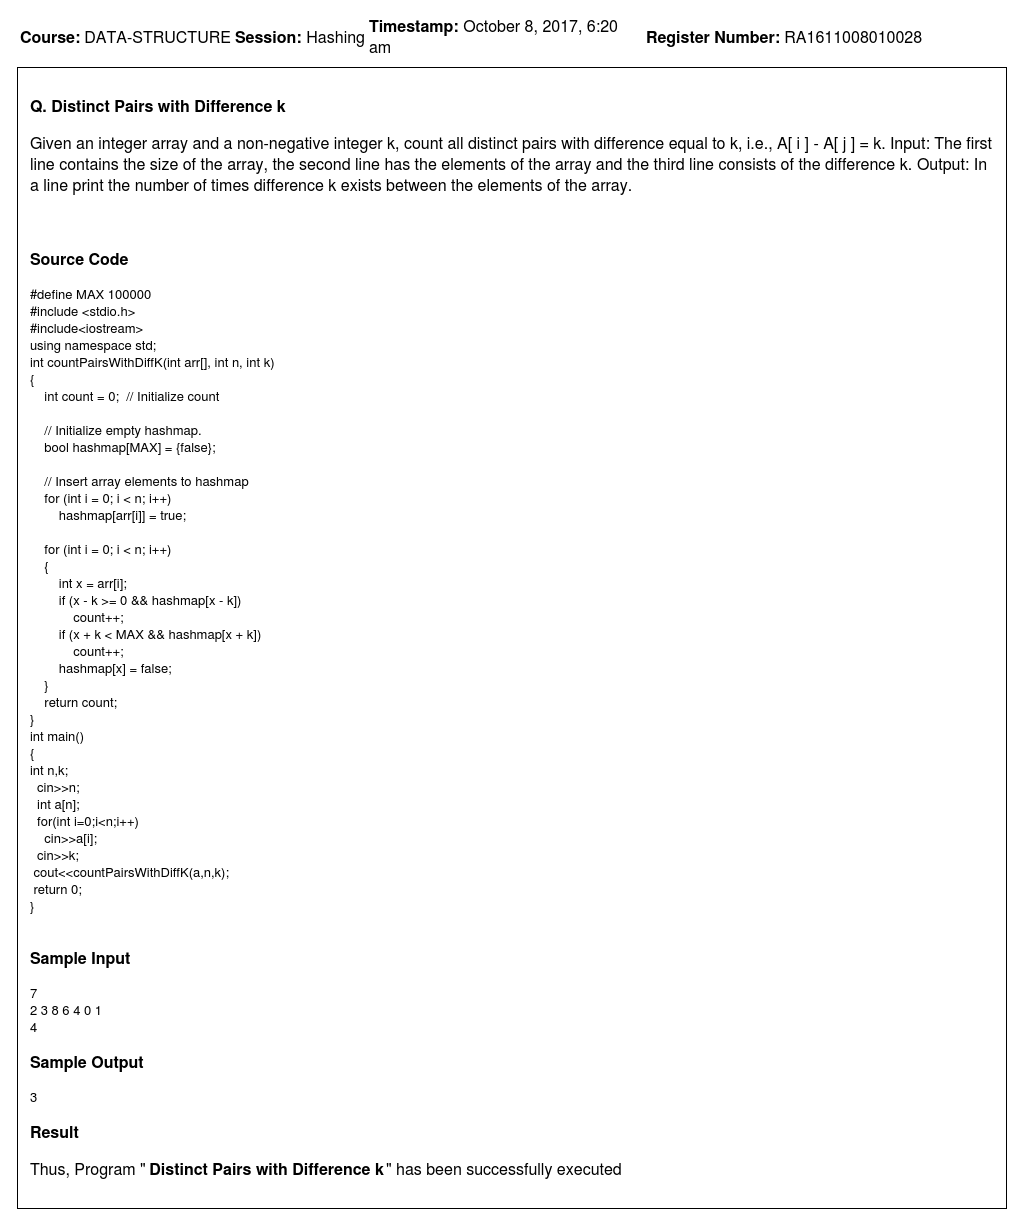 Course: DATA-STRUCTURE Session: Hashing Timestamp: October 8, 2017, 6:20
am Register Number: RA1611008010028
Q. Distinct Pairs with Difference k
Given an integer array and a non-negative integer k, count all distinct pairs with difference equal to k, i.e., A[ i ] - A[ j ] = k. Input: The first
line contains the size of the array, the second line has the elements of the array and the third line consists of the difference k. Output: In
a line print the number of times difference k exists between the elements of the array.
Source Code
#define MAX 100000
#include <stdio.h>
#include<iostream>
using namespace std;
int countPairsWithDiffK(int arr[], int n, int k)
{
    int count = 0;  // Initialize count
    // Initialize empty hashmap.
    bool hashmap[MAX] = {false};
    // Insert array elements to hashmap
    for (int i = 0; i < n; i++)
        hashmap[arr[i]] = true;
    for (int i = 0; i < n; i++)
    {
        int x = arr[i];
        if (x - k >= 0 && hashmap[x - k])
            count++;
        if (x + k < MAX && hashmap[x + k])
            count++;
        hashmap[x] = false;
    }
    return count;
}
int main()
{
int n,k;
  cin>>n;
  int a[n];
  for(int i=0;i<n;i++)
    cin>>a[i];
  cin>>k;
 cout<<countPairsWithDiffK(a,n,k);
 return 0;
}
Sample Input
7
2 3 8 6 4 0 1
4
Sample Output
3
Result
Thus, Program " Distinct Pairs with Difference k" has been successfully executed